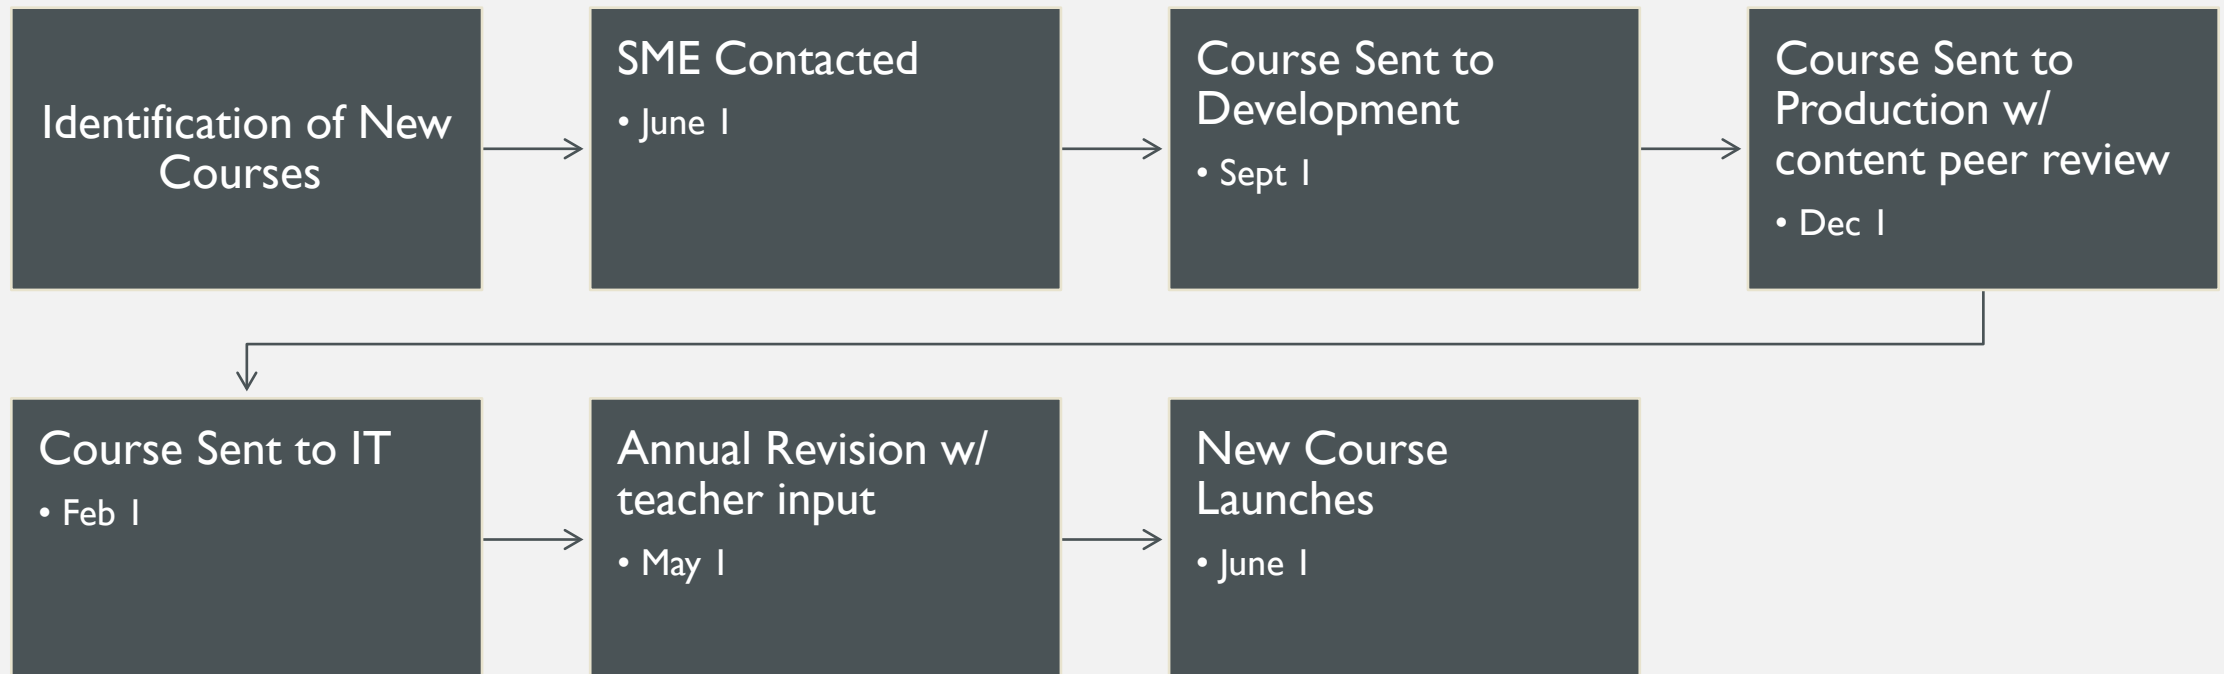 Identification of New
Courses
SME Contacted
• June 1
Course Sent to
Development
• Sept 1
Course Sent to
Production w/
content peer review
• Dec 1
Course Sent to IT
• Feb 1
Annual Revision w/
teacher input
• May 1
New Course
Launches
• June 1